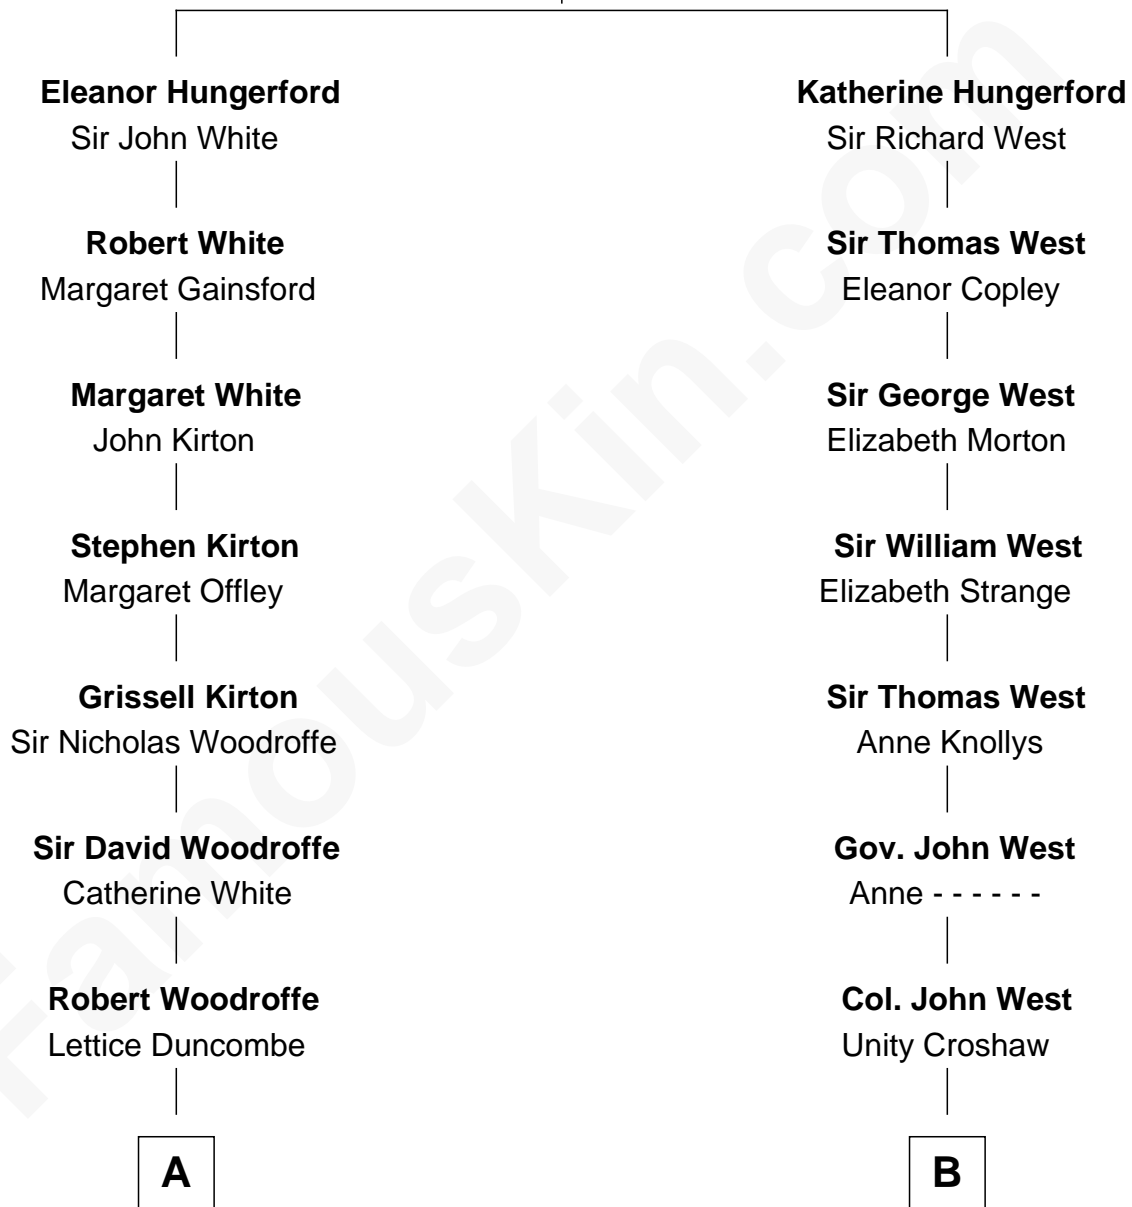 Eleanor Hungerford
Sir John White
Robert White
Margaret Gainsford
Margaret White
John Kirton
Stephen Kirton
Margaret Offley
Grissell Kirton
Sir Nicholas Woodroffe
Sir David Woodroffe
Catherine White
Robert Woodroffe
Lettice Duncombe
A
Katherine Hungerford
Sir Richard West
Sir Thomas West
Eleanor Copley
Sir George West
Elizabeth Morton
Sir William West
Elizabeth Strange
Sir Thomas West
Anne Knollys
Gov. John West
Anne - - - - - -
Col. John West
Unity Croshaw
B
FamousKin.com